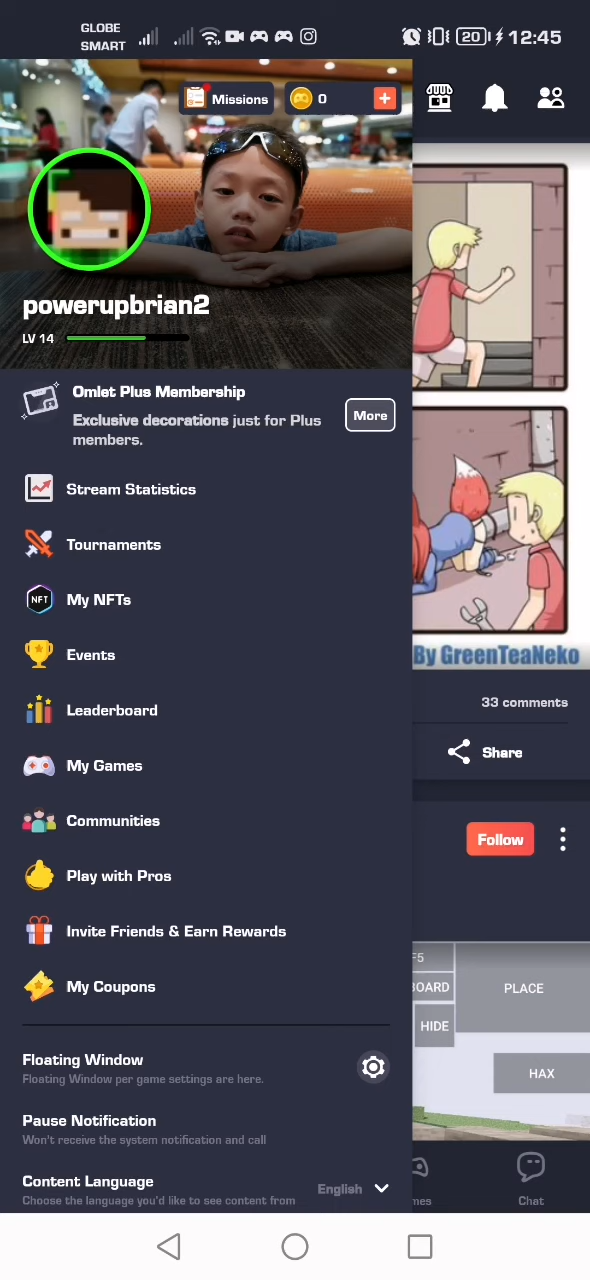 GLOBE
SMART
20
12:45
Missions
0
powerupbrian2
LV 14
Omlet Plus Membership
Exclusive decorations just for Plus
members.
More
Stream Statistics
Tournaments
NFT
My NFTs
Events
Leaderboard
My Games
Communities
Play with Pros
Invite Friends & Earn Rewards
My Coupons
Floating Window
Floating Window per game settings are here.
Pause Notification
Won't receive the system notification and call
Content Language
Choose the language you'd like to see content from
English
By GreenTeaNeko
33 comments
Share
Follow
F5
BOARD
PLACE
HIDE
HAX
mes
Chat